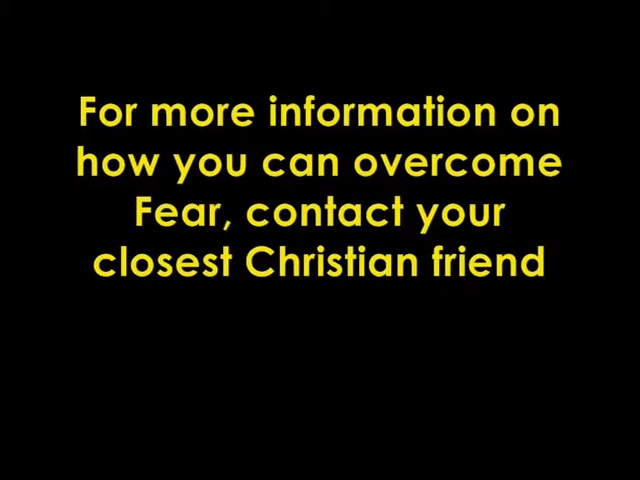 For more information on
how you can overcome
Fear, contact your
closest Christian friend